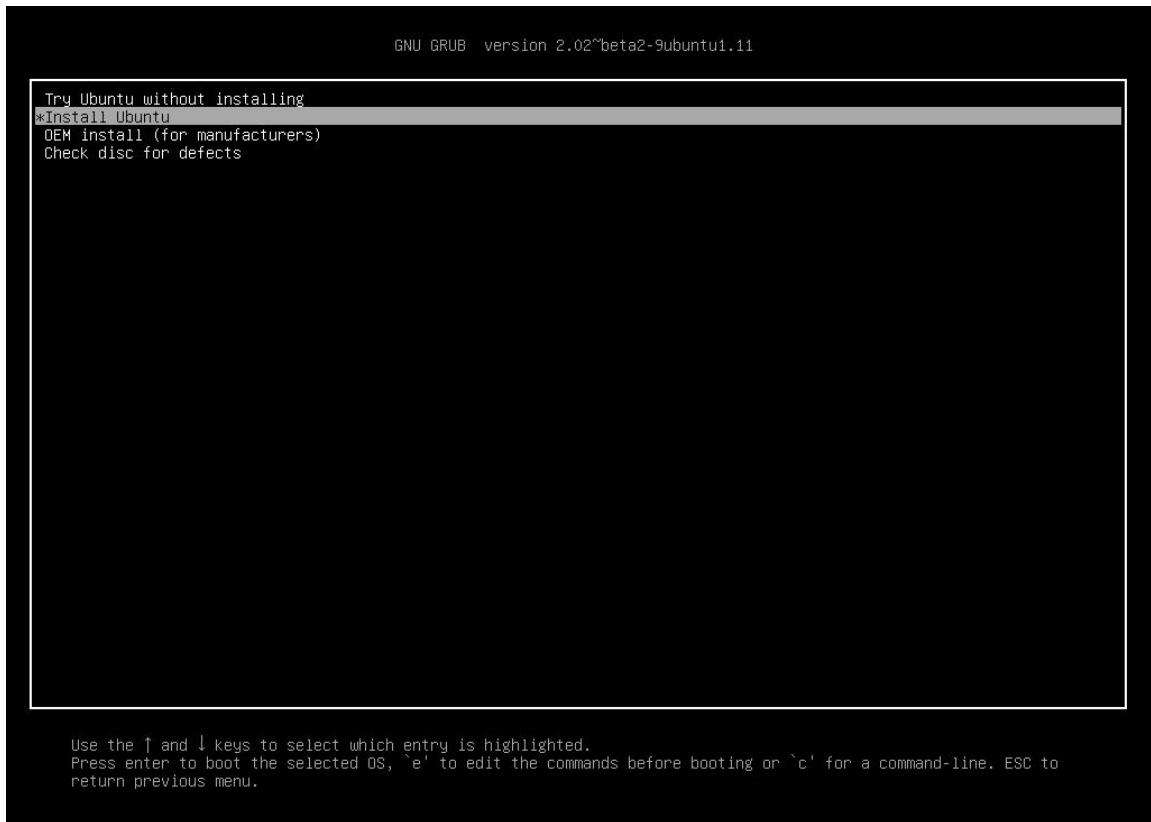 GNU GRUB  version 2.02~beta2-9ubuntu1.11
Try Ubuntu without installing
*Install Ubuntu
OEM install (for manufacturers)
Check disc for defects
Use the ↑ and ↓ keys to select which entry is highlighted.
Press enter to boot the selected OS, `e' to edit the commands before booting or `c' for a command-line. ESC to
return previous menu.